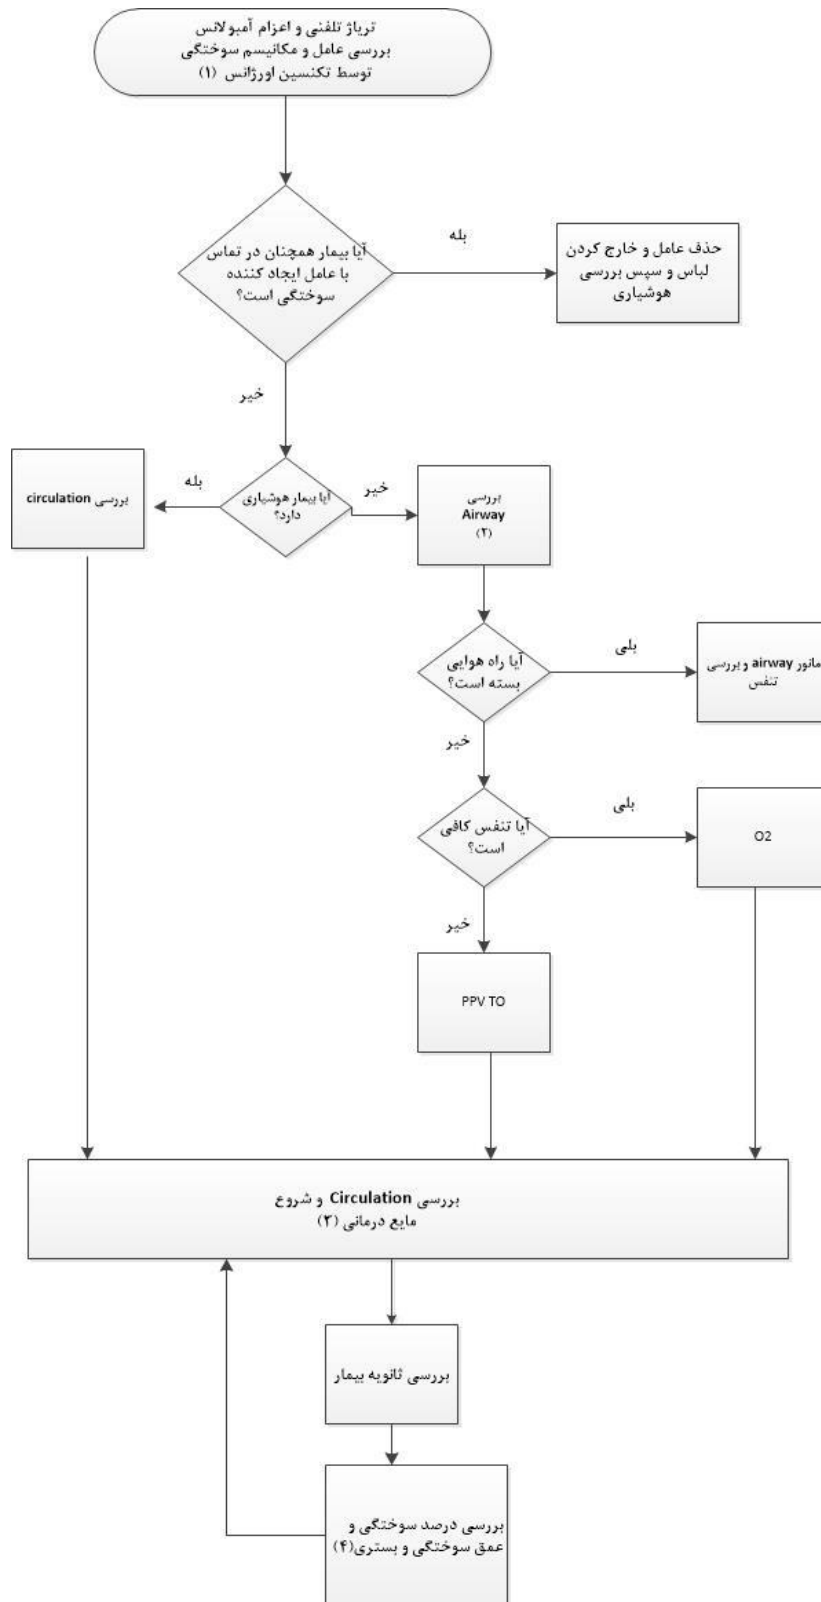 تریاژ تلفنی و اعزام آمبولانس
بررسی عامل و مکانیسم سوختگی
توسط تکنسین اورژانس (۱)
آیا بیمار همچنان در تماس
با عامل ایجاد کننده
سوختگی است؟
بله
حذف عامل و خارج کردن
لباس و سپس بررسی
هوشیاری
خیر
آیا بیمار هوشیاری
دارد؟
خیر
بله
بررسی
Airway
(۲)
بررسی circulation
آیا راه هوایی
بسته است؟
بلی
مانور airway و بررسی
تنفس
خیر
آیا تنفس کافی
است؟
بلی
O2
خیر
PPV TO
بررسی Circulation و شروع
مایع درمانی (۳)
بررسی ثانویه بیمار
بررسی درصد سوختگی و
عمق سوختگی و بستری(۴)